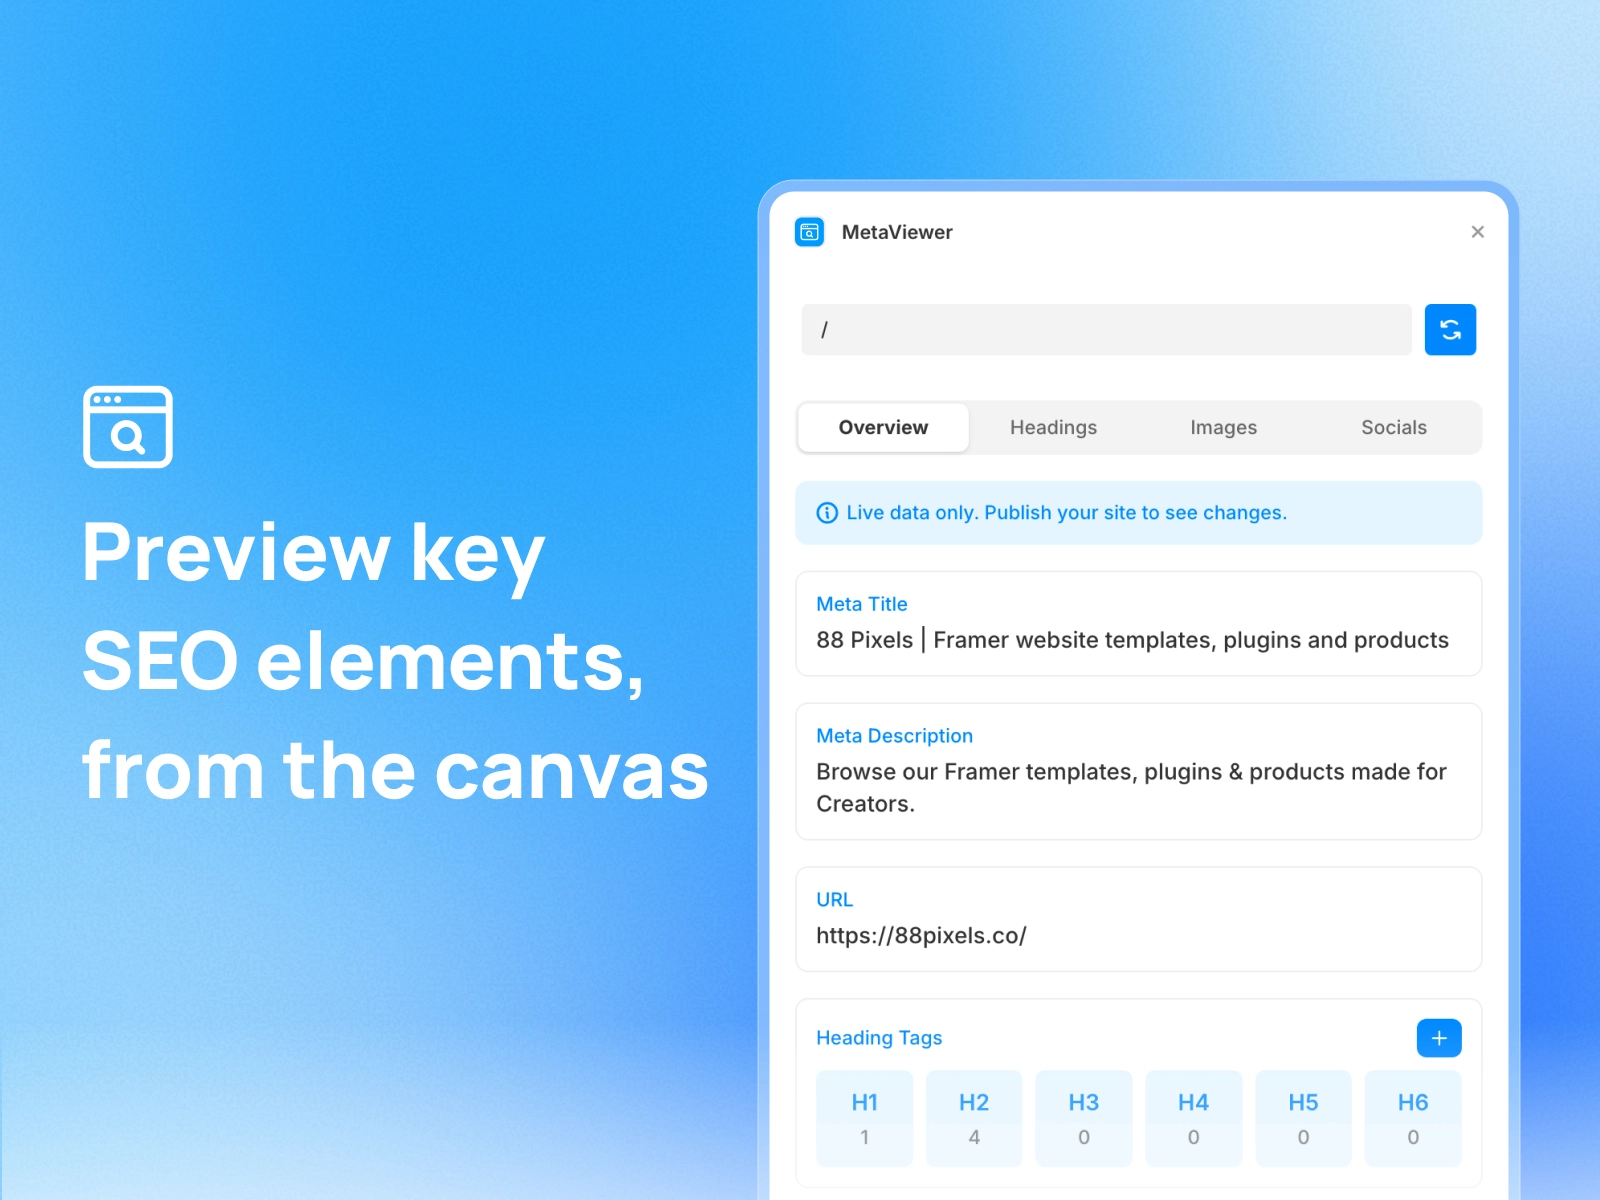 Preview key
SEO elements,
from the canvas
MetaViewer
/
Overview
Headings
Images
Socials
Live data only. Publish your site to see changes.
Meta Title
88 Pixels | Framer website templates, plugins and products
Meta Description
Browse our Framer templates, plugins & products made for
Creators.
URL
https://88pixels.co/
Heading Tags
H1
1
H2
4
H3
0
H4
0
H5
0
H6
0